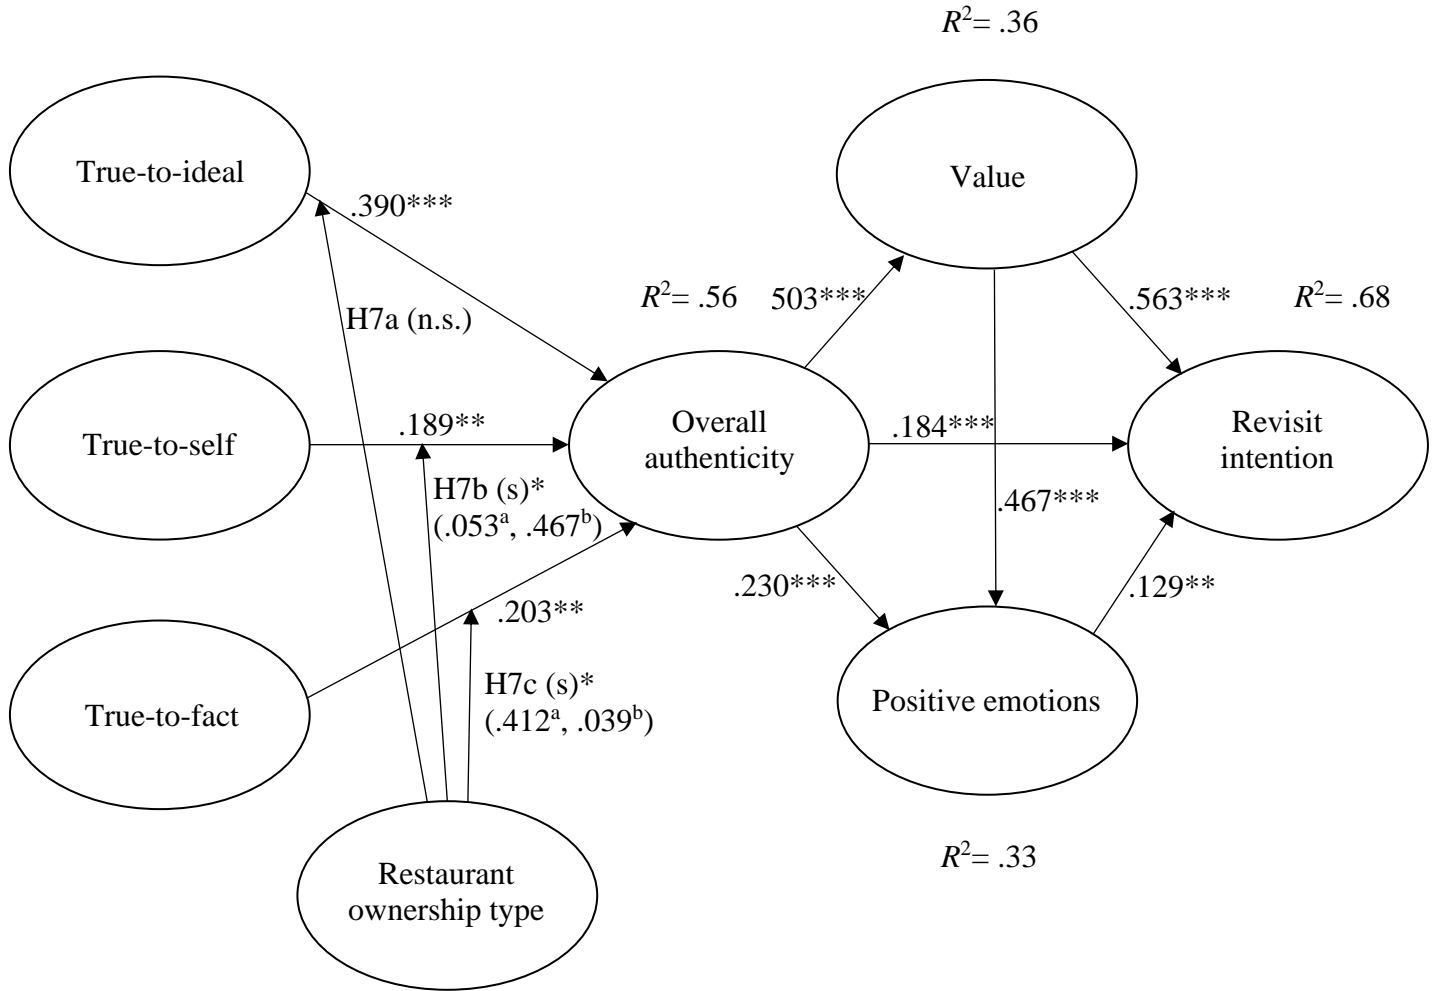 R²= .36
True-to-ideal
Value
.390***
R²= .56
503***
.563***
R²= .68
H7a (n.s.)
True-to-self
.189**
Overall
authenticity
.184***
Revisit
intention
H7b (s)*
(.053ᵃ, .467ᵇ)
.467***
.230***
.129**
.203**
True-to-fact
H7c (s)*
(.412ᵃ, .039ᵇ)
Positive emotions
R²= .33
Restaurant
ownership type